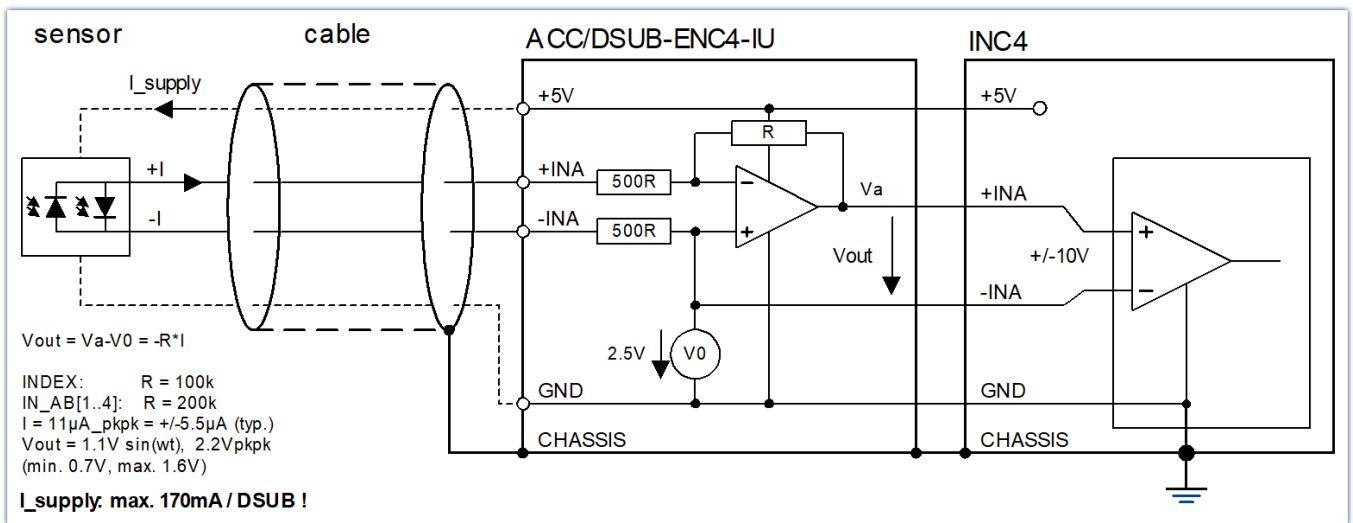 sensor
cable
ACC/DSUB-ENC4-IU
INC4
I_supply
+5V
+5V
R
+I
+INA
500R
−
Va
+INA
-I
-INA
500R
+
+
Vout
+/-10V
-INA
−
Vout = Va-V0 = -R*I
2.5V
V0
INDEX: R = 100k
GND
GND
IN_AB[1..4]: R = 200k
I = 11µA_pkpk = +/-5.5µA (typ.)
Vout = 1.1V sin(wt), 2.2Vpkpk
CHASSIS
CHASSIS
(min. 0.7V, max. 1.6V)
I_supply: max. 170mA / DSUB !